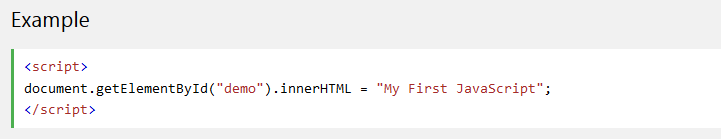 Example
<script>
document.getElementById("demo").innerHTML = "My First JavaScript";
</script>